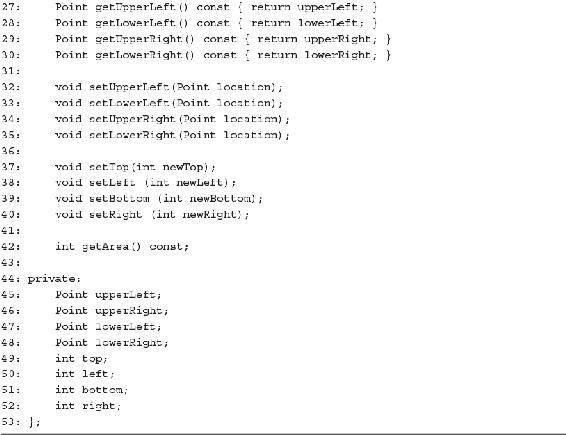 27:     Point getUpperLeft() const { return upperLeft; }
28:     Point getLowerLeft() const { return lowerLeft; }
29:     Point getUpperRight() const { return upperRight; }
30:     Point getLowerRight() const { return lowerRight; }
31:
32:     void setUpperLeft(Point location);
33:     void setLowerLeft(Point location);
34:     void setUpperRight(Point location);
35:     void setLowerRight(Point location);
36:
37:     void setTop(int newTop);
38:     void setLeft (int newLeft);
39:     void setBottom (int newBottom);
40:     void setRight (int newRight);
41:
42:     int getArea() const;
43:
44: private:
45:     Point upperLeft;
46:     Point upperRight;
47:     Point lowerLeft;
48:     Point lowerRight;
49:     int top;
50:     int left;
51:     int bottom;
52:     int right;
53: };